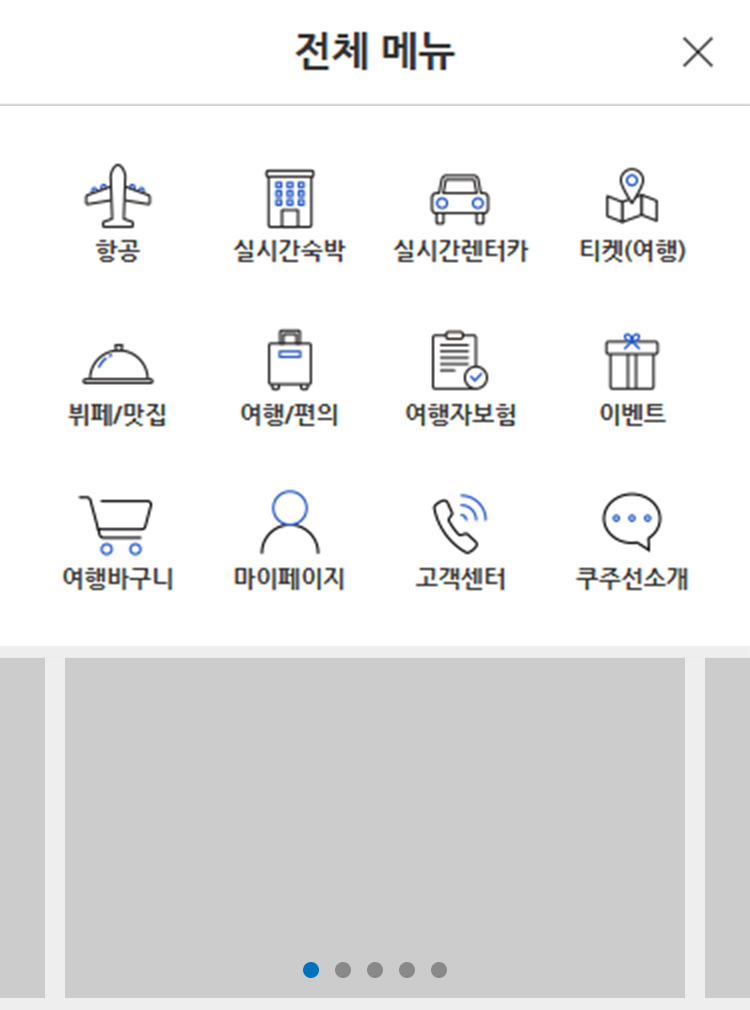 전체 메뉴
항공 실시간숙박 실시간렌터카 티켓(여행)
뷔페/맛집 여행/편의 여행자보험 이벤트
여행바구니 마이페이지 고객센터 쿠주선소개